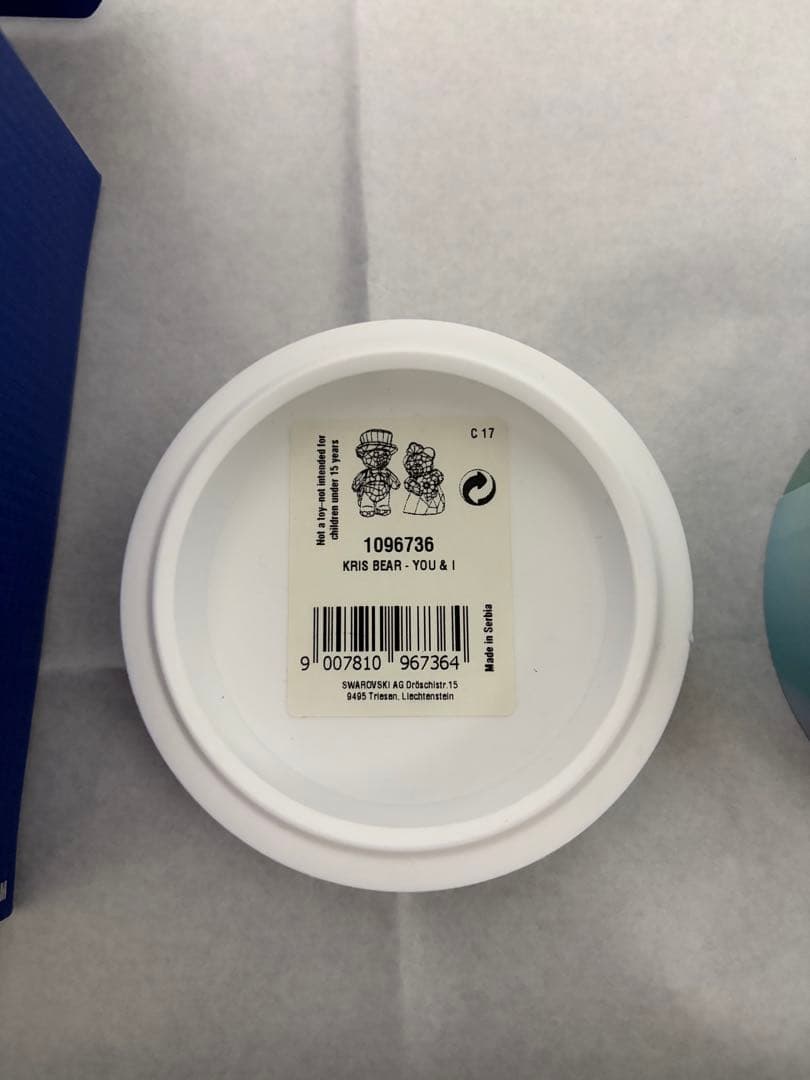 Not a toy-not intended for
children under 15 years
C 17
1096736
KRIS BEAR - YOU & I
9 007810 967364
Made in Serbia
SWAROVSKI AG Dröschistr.15
9495 Triesen, Liechtenstein